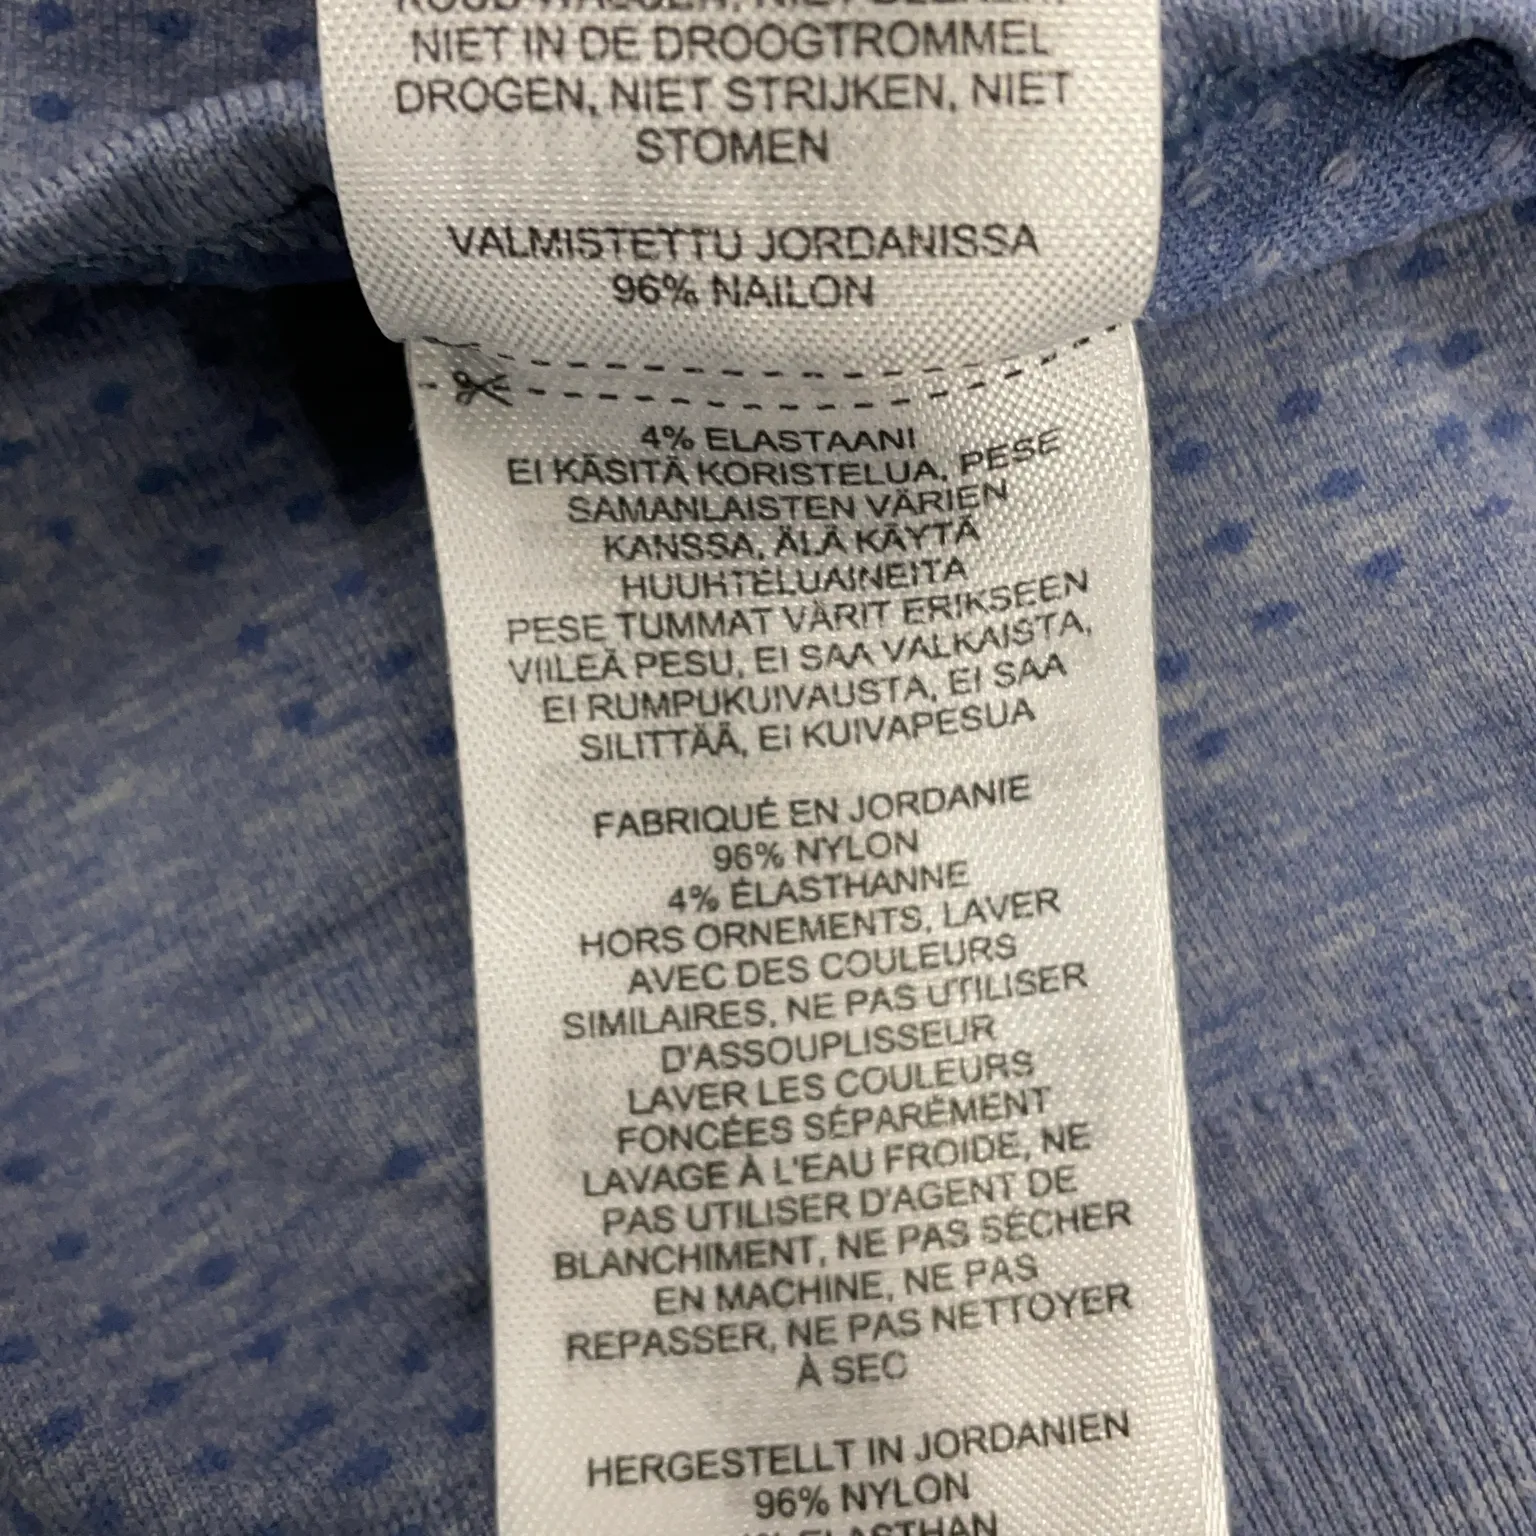 NIET IN DE DROOGTROMMEL
DROGEN, NIET STRIJKEN, NIET
STOMEN
VALMISTETTU JORDANISSA
96% NAILON
4% ELASTAANI
EI KÄSITÄ KORISTELUA, PESE
SAMANLAISTEN VÄRIEN
KANSSA, ÄLÄ KÄYTÄ
HUUHTELUAINEITA
PESE TUMMAT VÄRIT ERIKSEEN
VIILEÄ PESU, EI SAA VALKAISTA,
EI RUMPUKUIVAUSTA, EI SAA
SILITTÄÄ, EI KUIVAPESUA
FABRIQUÉ EN JORDANIE
96% NYLON
4% ÉLASTHANNE
HORS ORNEMENTS, LAVER
AVEC DES COULEURS
SIMILAIRES, NE PAS UTILISER
D'ASSOUPLISSEUR
LAVER LES COULEURS
FONCÉES SÉPARÉMENT
LAVAGE À L'EAU FROIDE, NE
PAS UTILISER D'AGENT DE
BLANCHIMENT, NE PAS SÉCHER
EN MACHINE, NE PAS
REPASSER, NE PAS NETTOYER
À SEC
HERGESTELLT IN JORDANIEN
96% NYLON
ELASTHAN